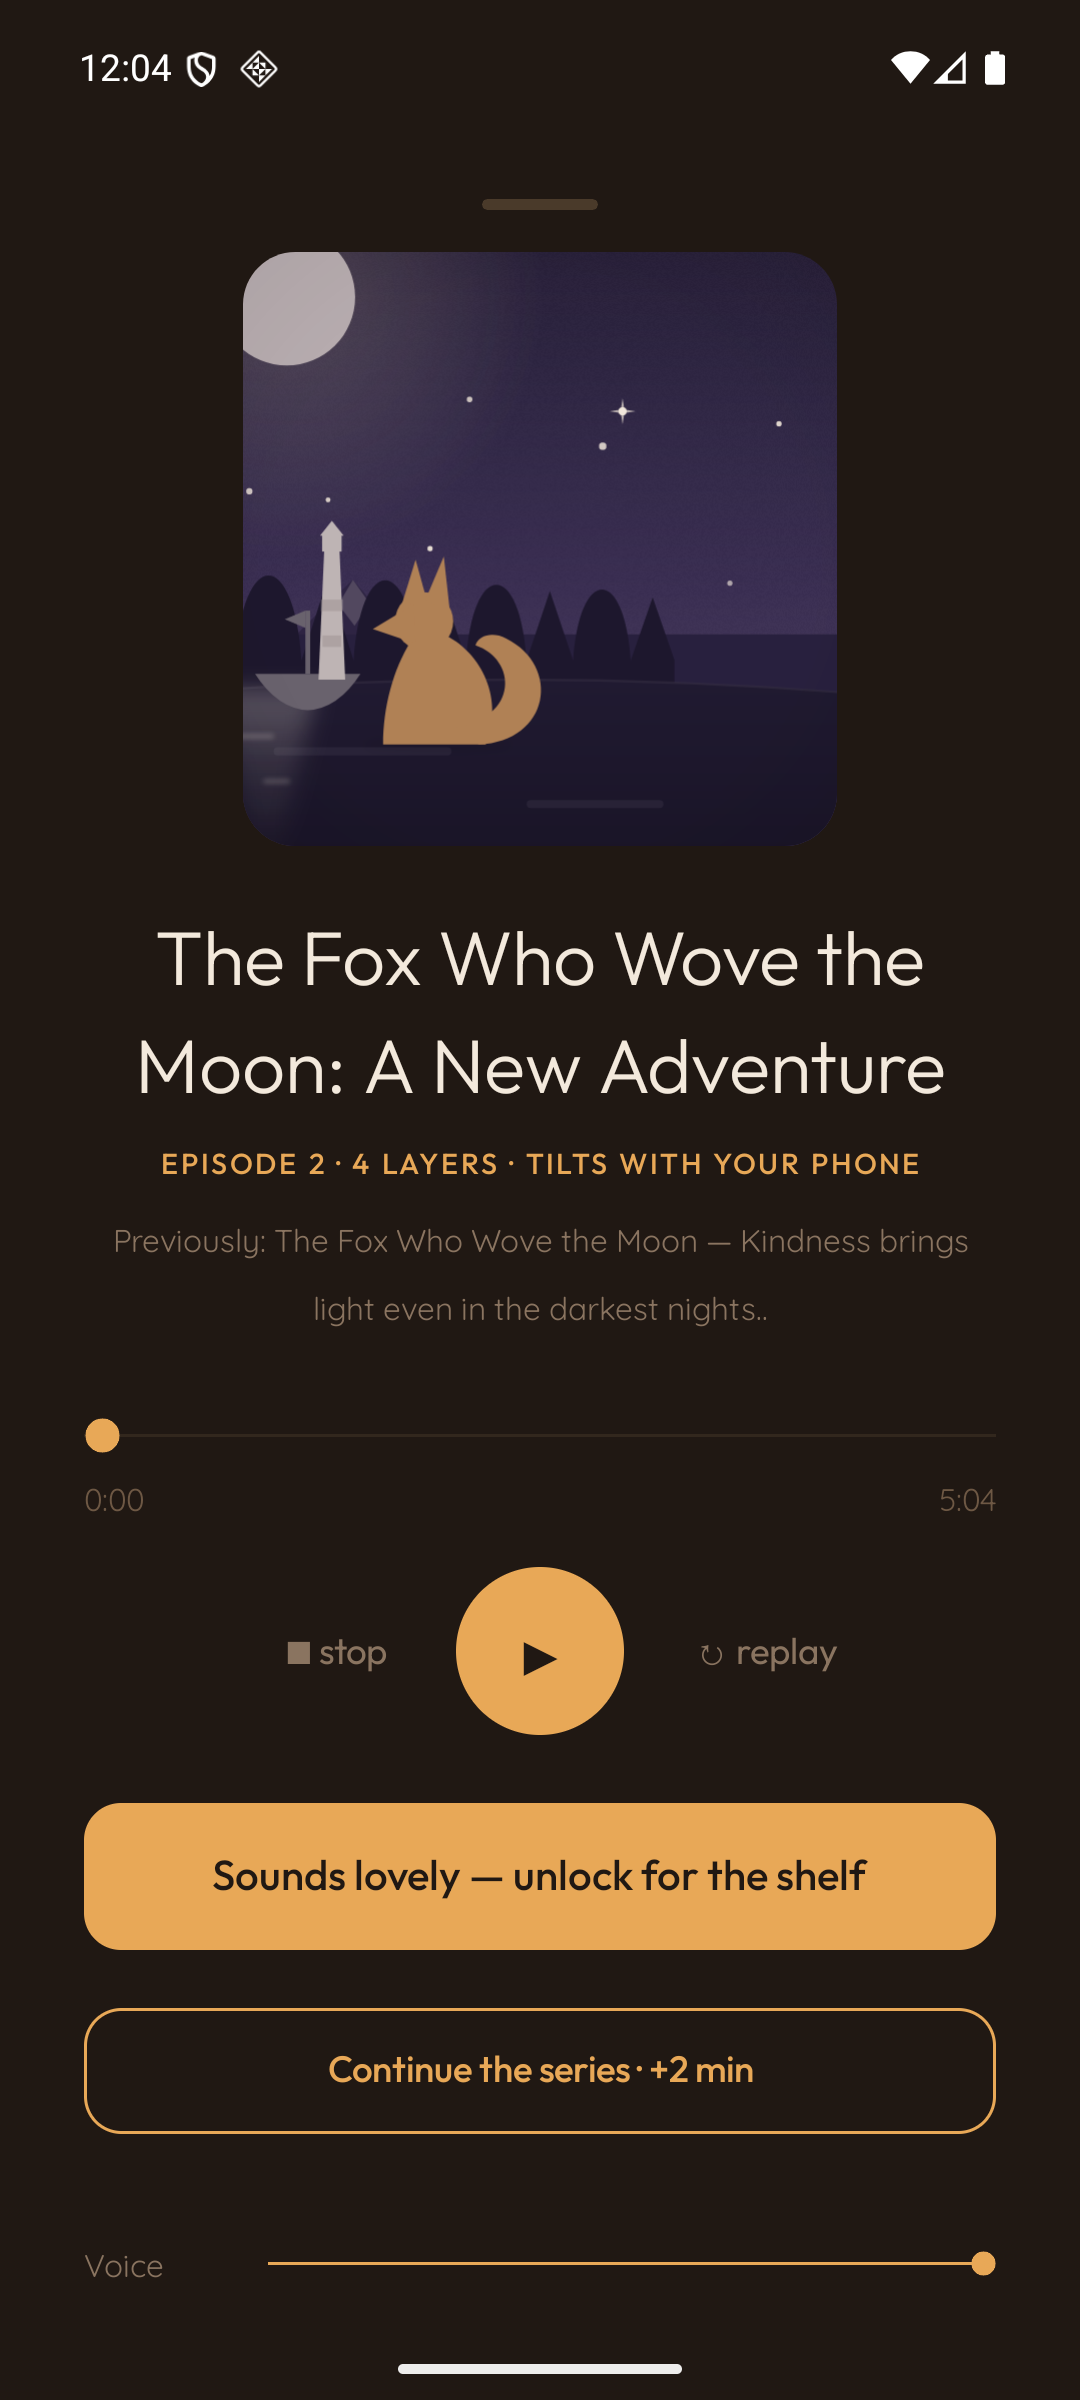 12:04
The Fox Who Wove the
Moon: A New Adventure
EPISODE 2 · 4 LAYERS · TILTS WITH YOUR PHONE
Previously: The Fox Who Wove the Moon — Kindness brings
light even in the darkest nights..
0:00 5:04
■ stop ▶ ↻ replay
Sounds lovely — unlock for the shelf
Continue the series · +2 min
Voice